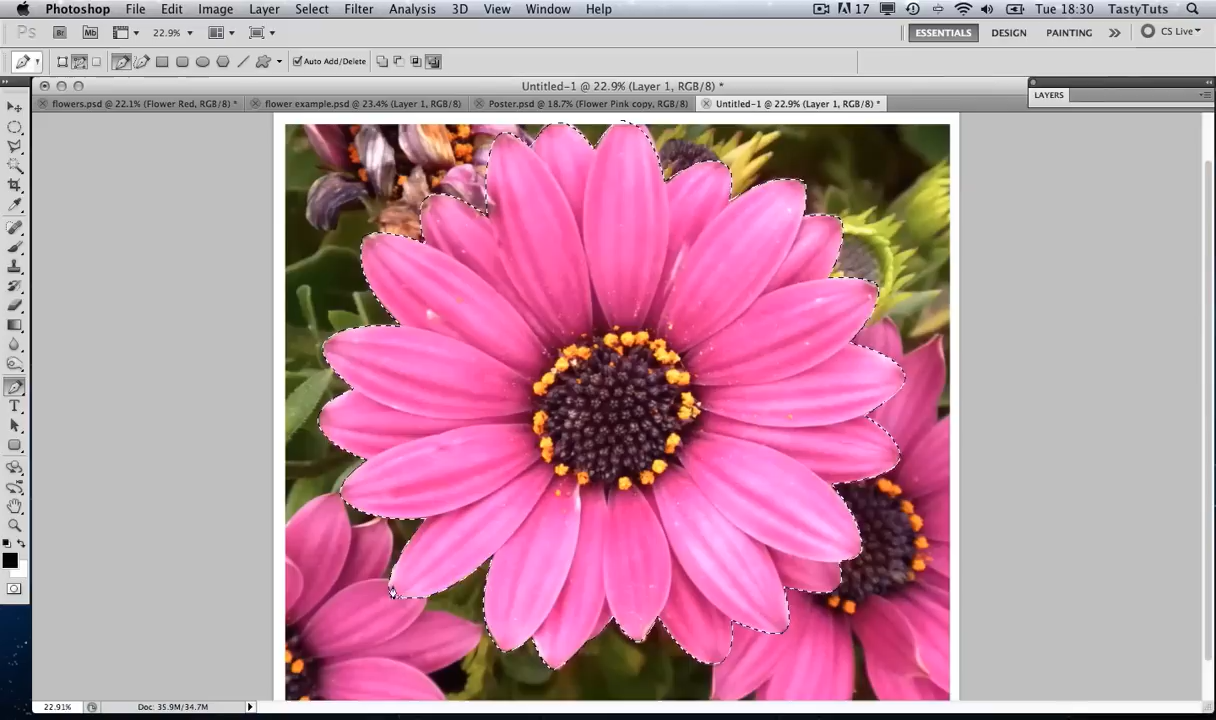 Photoshop File Edit Image Layer Select Filter Analysis 3D View Window Help 17 Tue 18:30 TastyTuts
Ps Br Mb 22.9% ESSENTIALS DESIGN PAINTING CS Live
Auto Add/Delete
Untitled-1 @ 22.9% (Layer 1, RGB/8) *
LAYERS
flowers.psd @ 22.1% (Flower Red, RGB/8) * flower example.psd @ 23.4% (Layer 1, RGB/8) Poster.psd @ 18.7% (Flower Pink copy, RGB/8) Untitled-1 @ 22.9% (Layer 1, RGB/8) *
T
22.91% Doc: 35.9M/34.7M